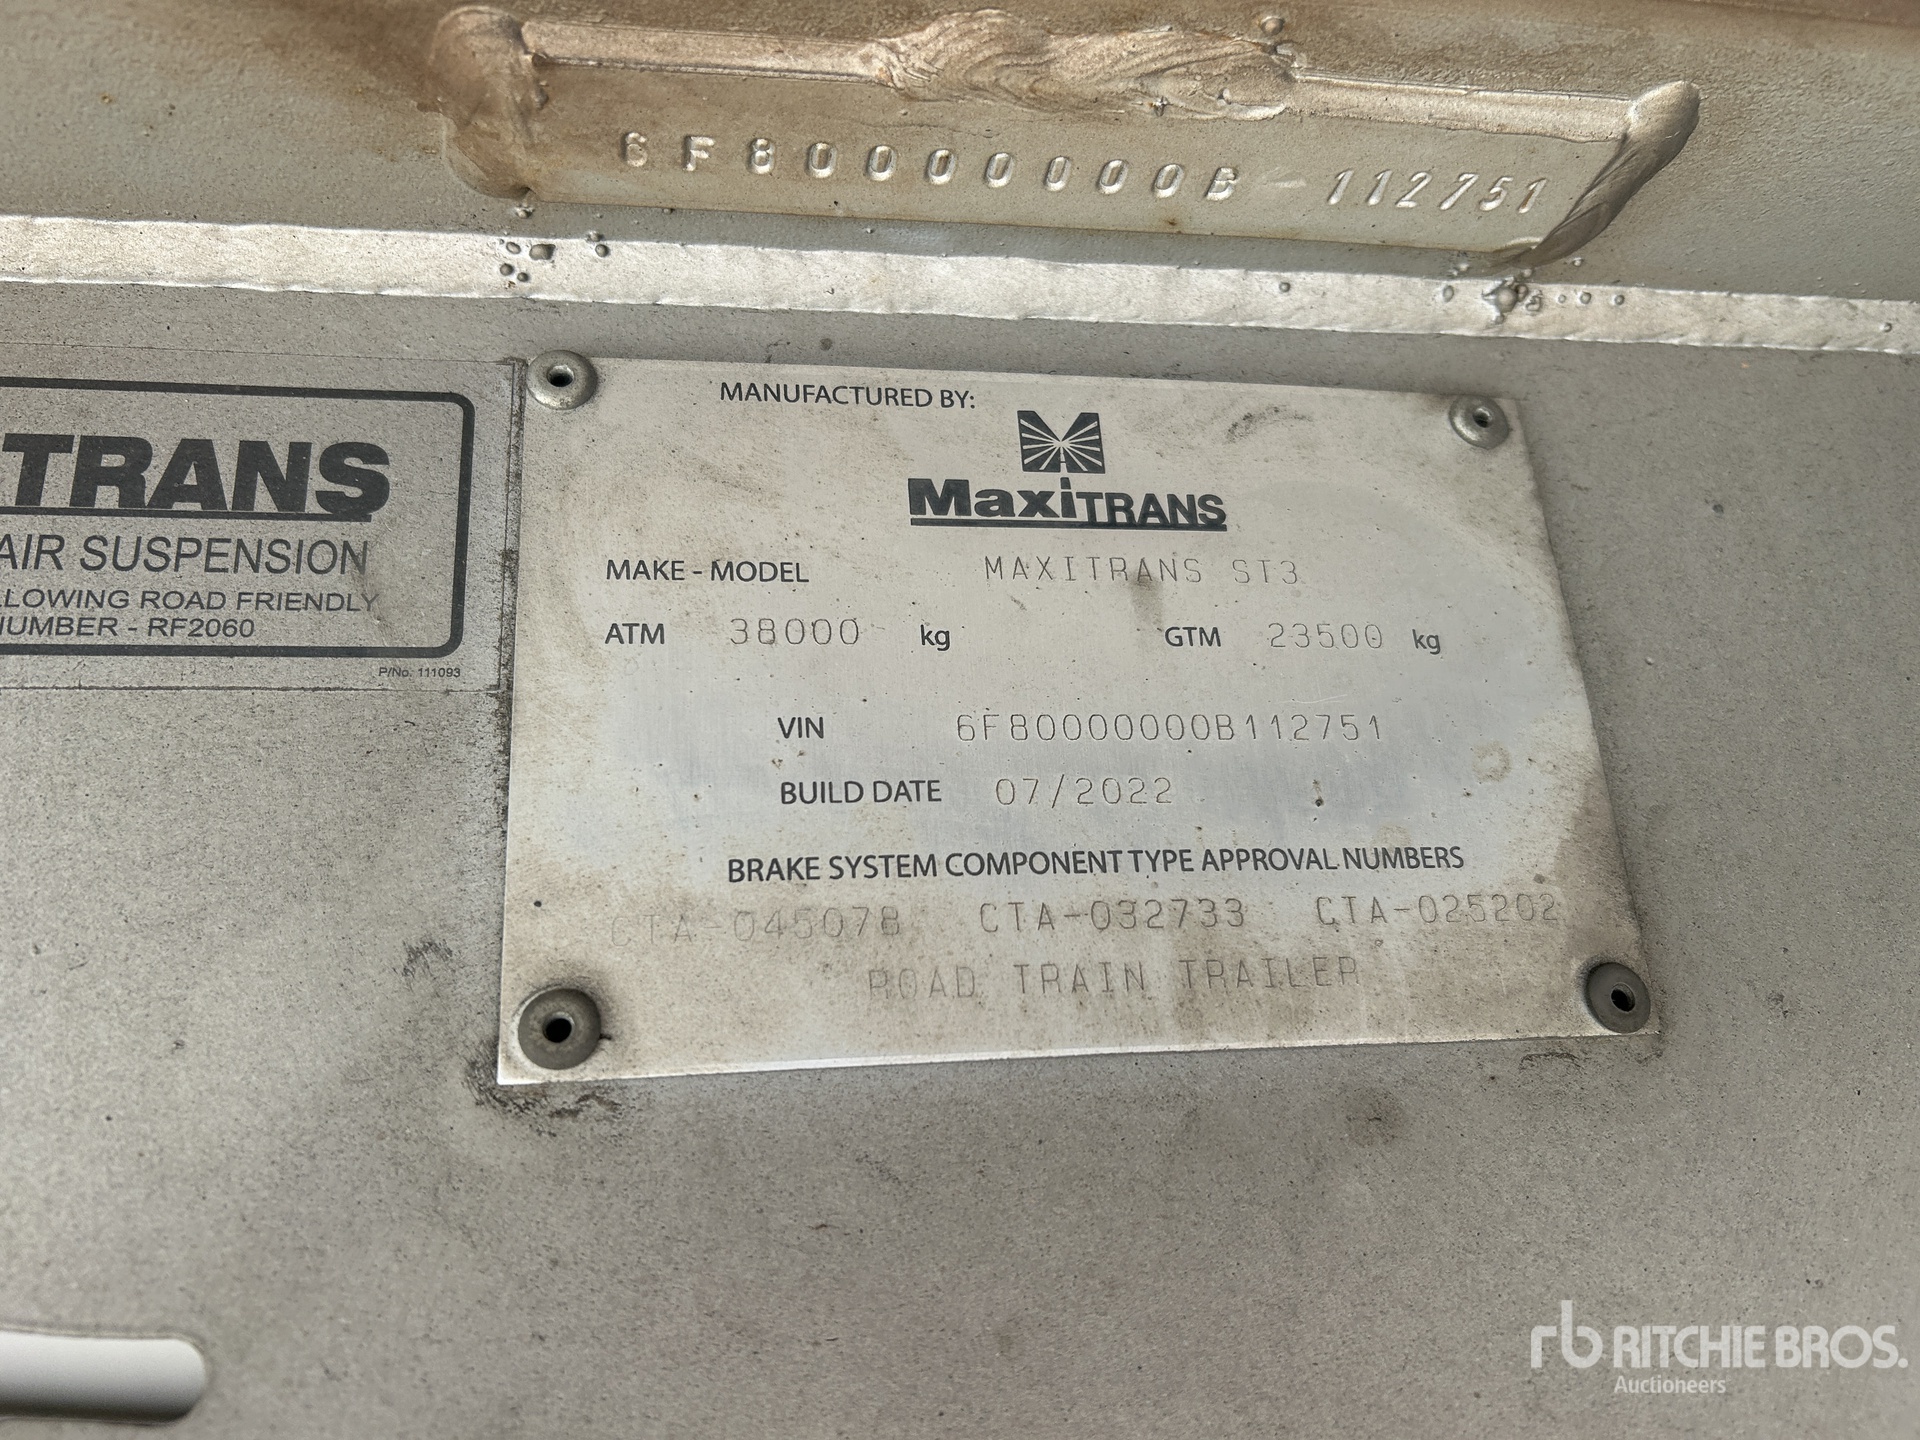 6F80000000B-112751
TRANS
AIR SUSPENSION
LLOWING ROAD FRIENDLY
NUMBER - RF2060
P/No. 111093
MANUFACTURED BY:
MaxiTRANS
MAKE - MODEL MAXITRANS ST3
ATM 38000 kg GTM 23500 kg
VIN 6F80000000B112751
BUILD DATE 07/2022
BRAKE SYSTEM COMPONENT TYPE APPROVAL NUMBERS
CTA-045078 CTA-032733 CTA-025202
ROAD TRAIN TRAILER
rb RITCHIE BROS.
Auctioneers